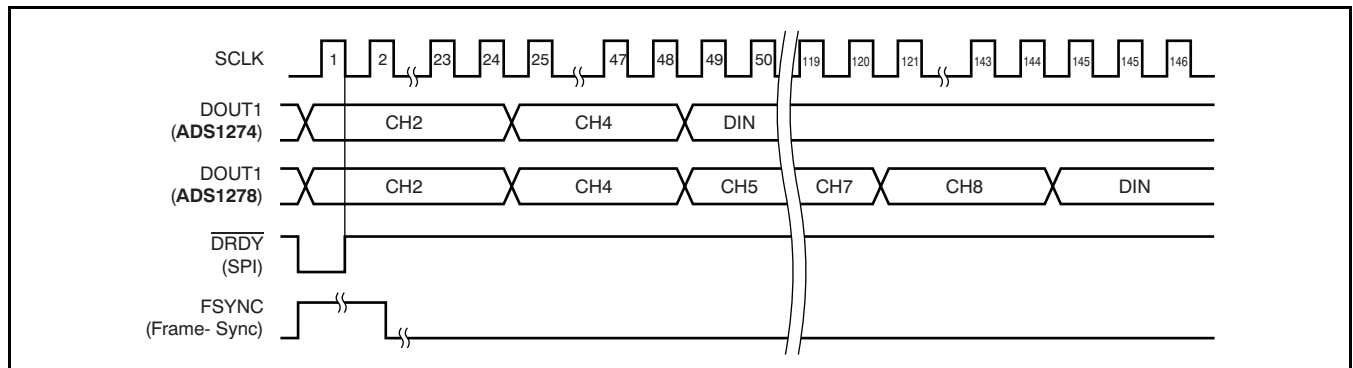 SCLK
1 2 23 24 25 47 48 49 50 119 120 121 143 144 145 145 146
DOUT1
(ADS1274)
CH2 CH4 DIN
DOUT1
(ADS1278)
CH2 CH4 CH5 CH7 CH8 DIN
DRDY
(SPI)
FSYNC
(Frame- Sync)